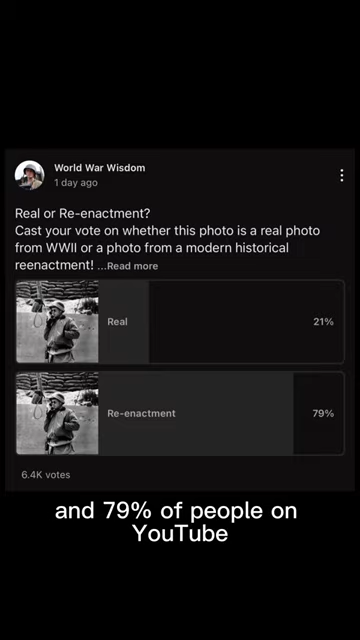 World War Wisdom
1 day ago
Real or Re-enactment?
Cast your vote on whether this photo is a real photo
from WWII or a photo from a modern historical
reenactment! ...Read more
Real 21%
Re-enactment 79%
6.4K votes
and 79% of people on
YouTube